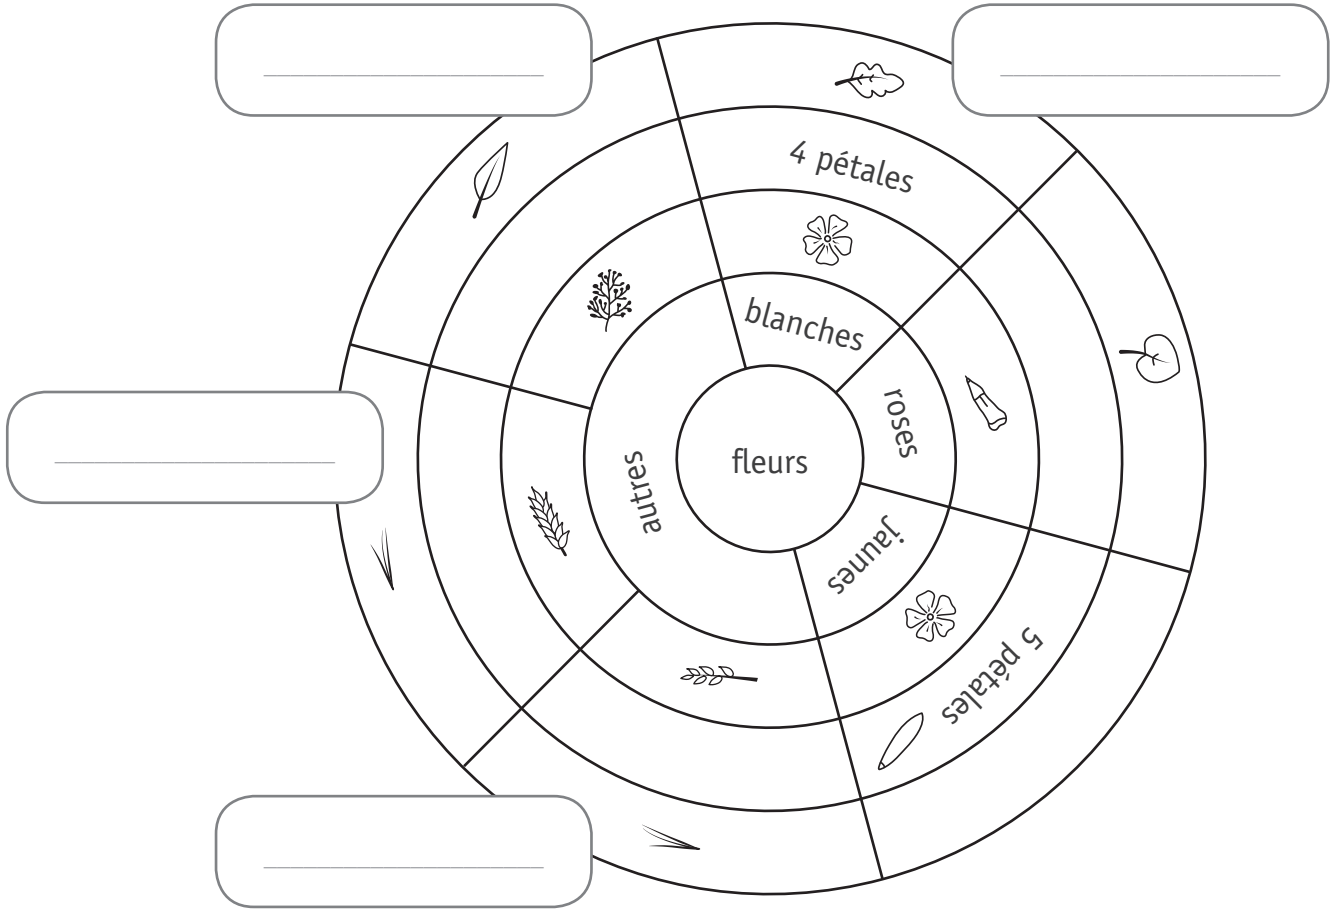 4 pétales
blanches
roses
fleurs
autres
jaunes
5 pétales